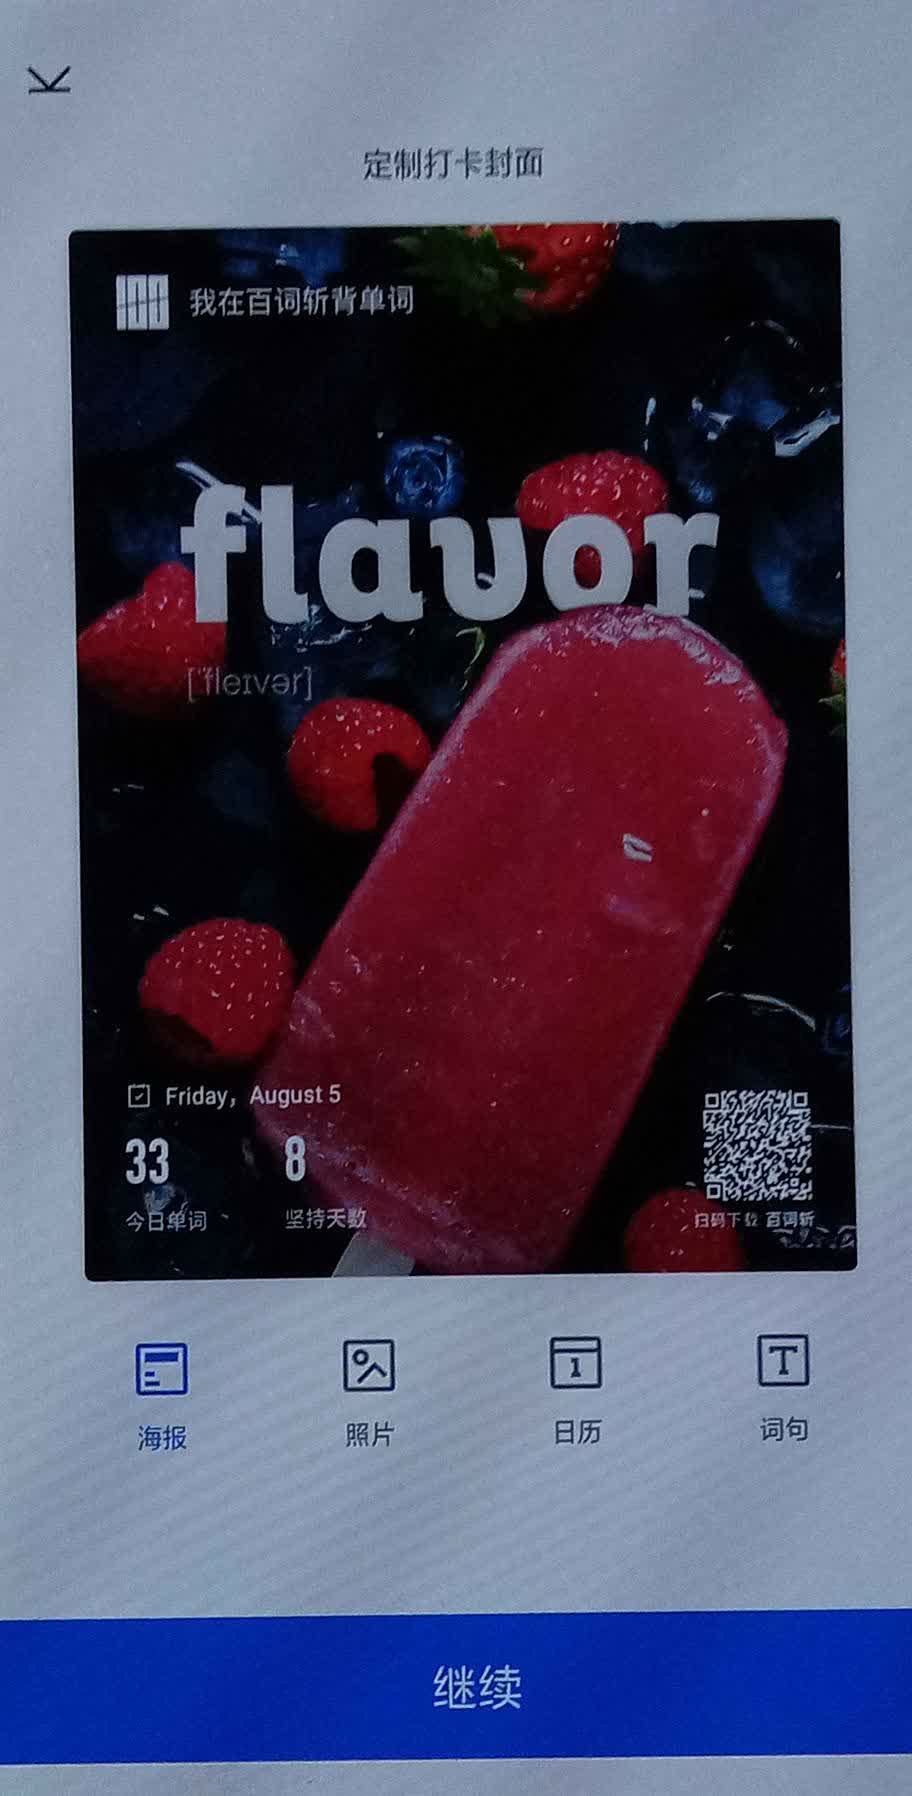 定制打卡封面
100 我在百词斩背单词
flavor
['fleɪvər]
Friday, August 5
33 8
今日单词 坚持天数
扫码下载 百词斩
海报 照片 日历 词句
继续